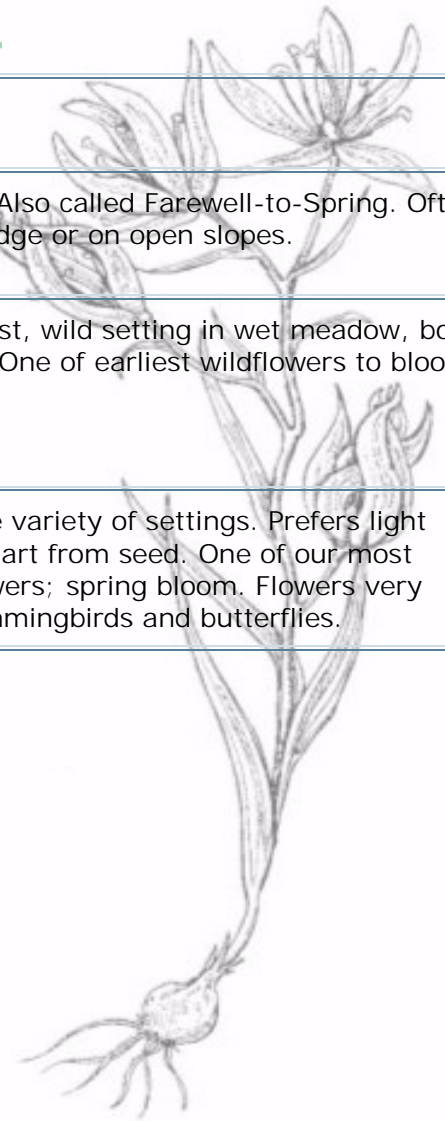 Also called Farewell-to-Spring. Oft
dge or on open slopes.
st, wild setting in wet meadow, bo
One of earliest wildflowers to bloo
e variety of settings. Prefers light
art from seed. One of our most
wers; spring bloom. Flowers very
mmingbirds and butterflies.